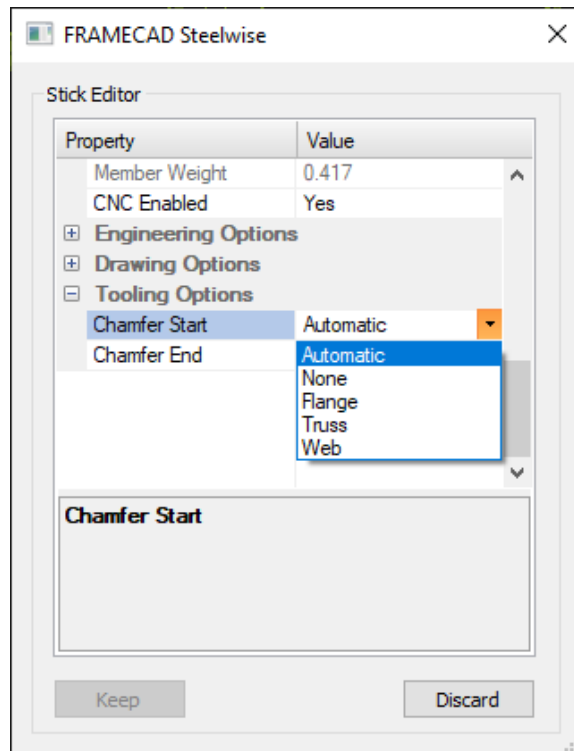 FRAMECAD Steelwise
Stick Editor
Property Value
Member Weight 0.417
CNC Enabled Yes
Engineering Options
Drawing Options
Tooling Options
Chamfer Start Automatic
Chamfer End Automatic
None
Flange
Truss
Web
Chamfer Start
Keep Discard